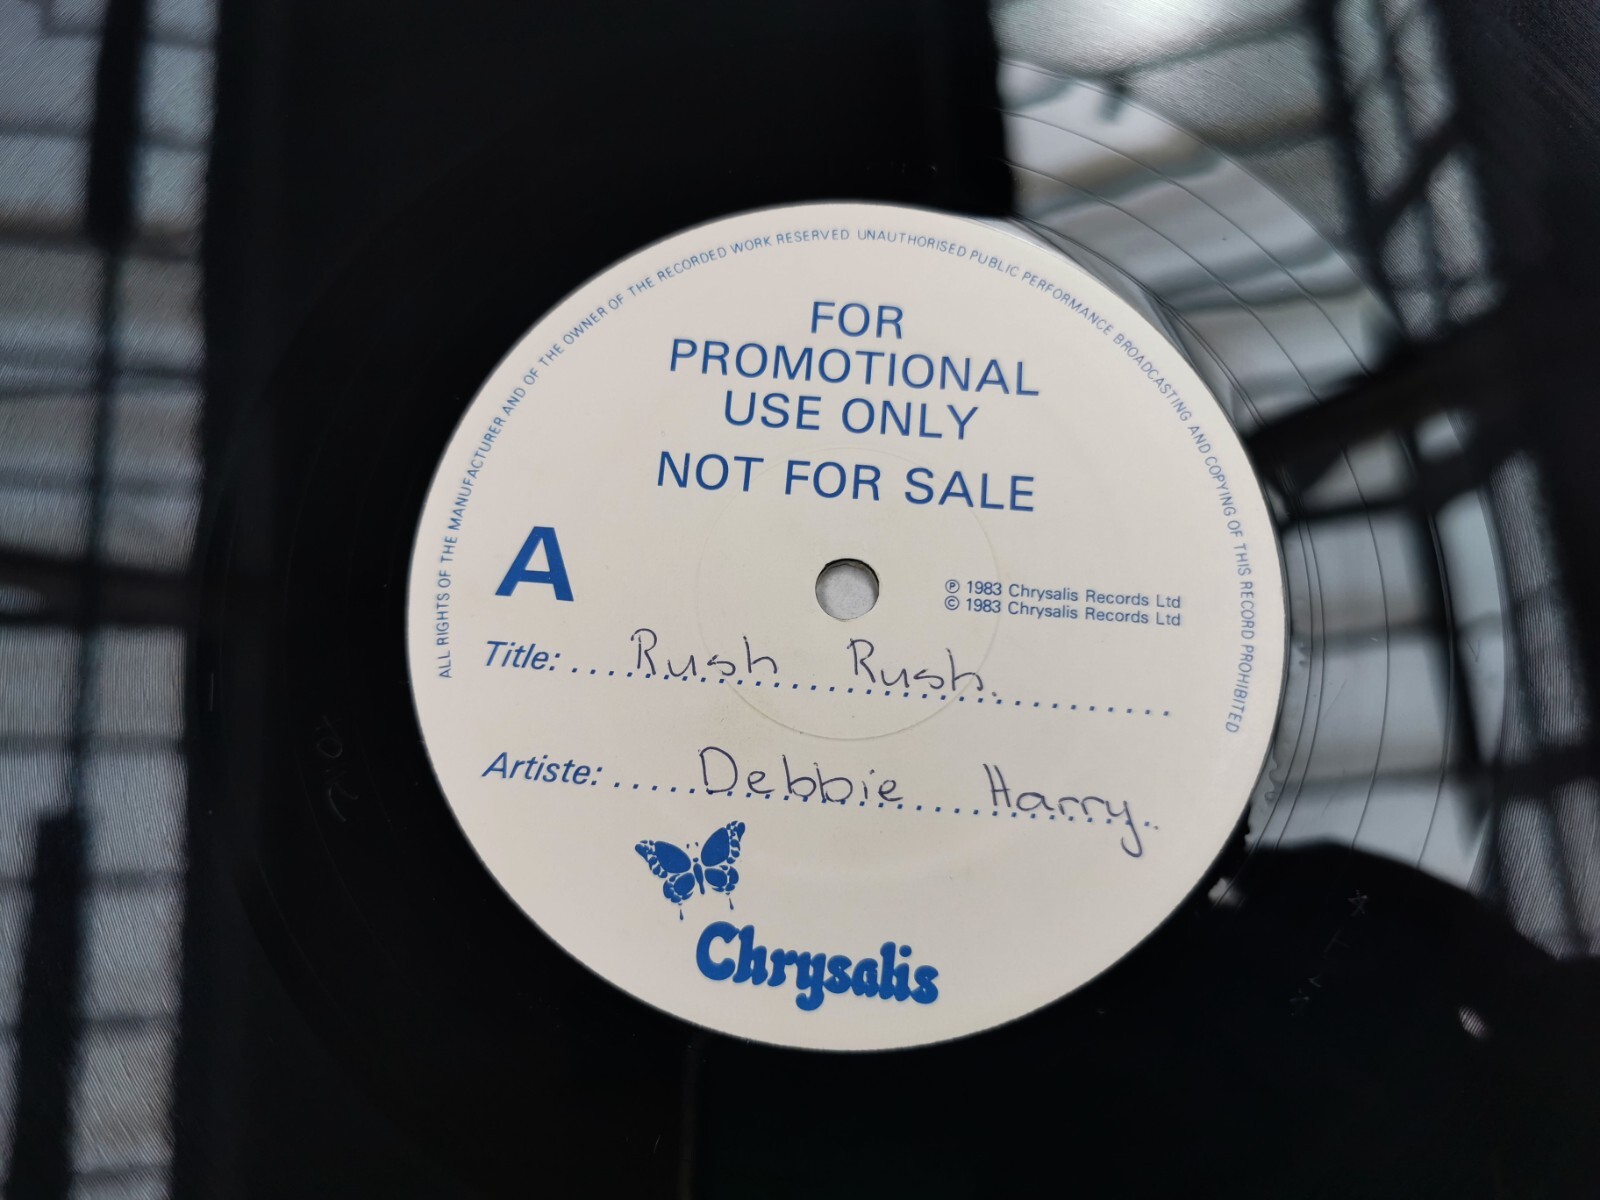 ALL RIGHTS OF THE MANUFACTURER AND OF THE OWNER OF THE RECORDED WORK RESERVED UNAUTHORISED PUBLIC PERFORMANCE BROADCASTING AND COPYING OF THIS RECORD PROHIBITED
FOR
PROMOTIONAL
USE ONLY
NOT FOR SALE
A
℗ 1983 Chrysalis Records Ltd
© 1983 Chrysalis Records Ltd
Title: Rush Rush.
Artiste: Debbie Harry
Chrysalis